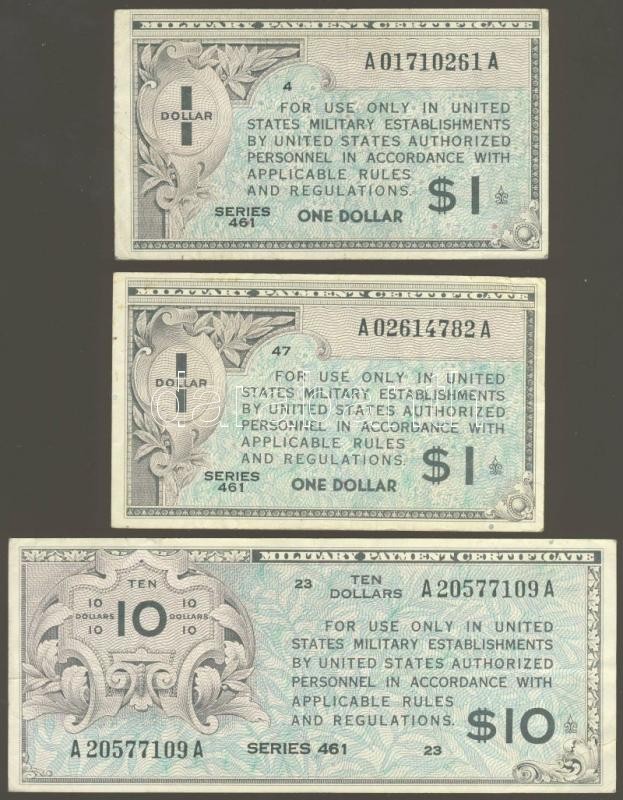 MILITARY PAYMENT CERTIFICATE
A01710261A
4
DOLLAR
FOR USE ONLY IN UNITED
STATES MILITARY ESTABLISHMENTS
BY UNITED STATES AUTHORIZED
PERSONNEL IN ACCORDANCE WITH
APPLICABLE RULES
AND REGULATIONS.
$1
SERIES
461
ONE DOLLAR
MILITARY PAYMENT CERTIFICATE
A02614782A
47
DOLLAR
FOR USE ONLY IN UNITED
STATES MILITARY ESTABLISHMENTS
BY UNITED STATES AUTHORIZED
PERSONNEL IN ACCORDANCE WITH
APPLICABLE RULES
AND REGULATIONS.
$1
SERIES
461
ONE DOLLAR
MILITARY PAYMENT CERTIFICATE
TEN
10 10
DOLLARS 10 DOLLARS
10 10
23 TEN DOLLARS A20577109A
FOR USE ONLY IN UNITED
STATES MILITARY ESTABLISHMENTS
BY UNITED STATES AUTHORIZED
PERSONNEL IN ACCORDANCE WITH
APPLICABLE RULES
AND REGULATIONS.
$10
A20577109A SERIES 461 23